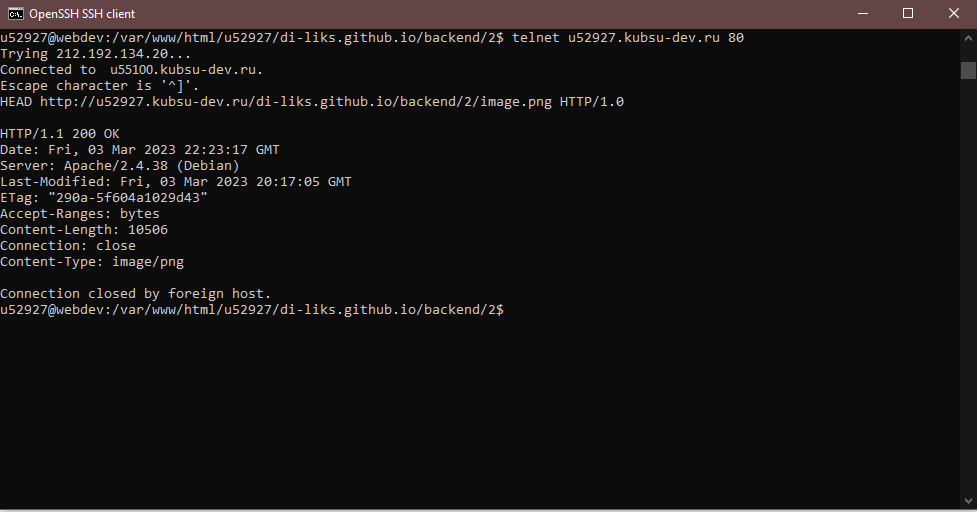 OpenSSH SSH client
u52927@webdev:/var/www/html/u52927/di-liks.github.io/backend/2$ telnet u52927.kubsu-dev.ru 80
Trying 212.192.134.20...
Connected to  u55100.kubsu-dev.ru.
Escape character is '^]'.
HEAD http://u52927.kubsu-dev.ru/di-liks.github.io/backend/2/image.png HTTP/1.0
HTTP/1.1 200 OK
Date: Fri, 03 Mar 2023 22:23:17 GMT
Server: Apache/2.4.38 (Debian)
Last-Modified: Fri, 03 Mar 2023 20:17:05 GMT
ETag: "290a-5f604a1029d43"
Accept-Ranges: bytes
Content-Length: 10506
Connection: close
Content-Type: image/png
Connection closed by foreign host.
u52927@webdev:/var/www/html/u52927/di-liks.github.io/backend/2$